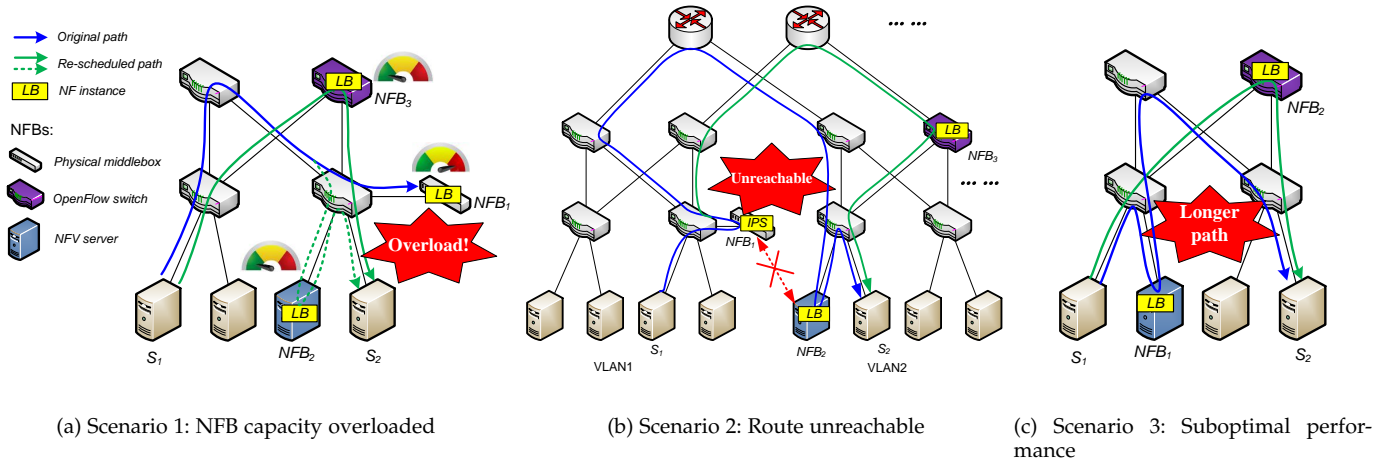 Original path
Re-scheduled path
LB
NF instance
NFBs:
Physical middlebox
OpenFlow switch
NFV server
LB
NFB3
LB
NFB1
Overload!
LB
S1
NFB2
S2
(a) Scenario 1: NFB capacity overloaded
... ...
LB
NFB3
Unreachable
... ...
IPS
NFB1
LB
S1
NFB2
S2
VLAN1
VLAN2
(b) Scenario 2: Route unreachable
LB
NFB2
Longer
path
LB
S1
NFB1
S2
(c) Scenario 3: Suboptimal perfor-
mance